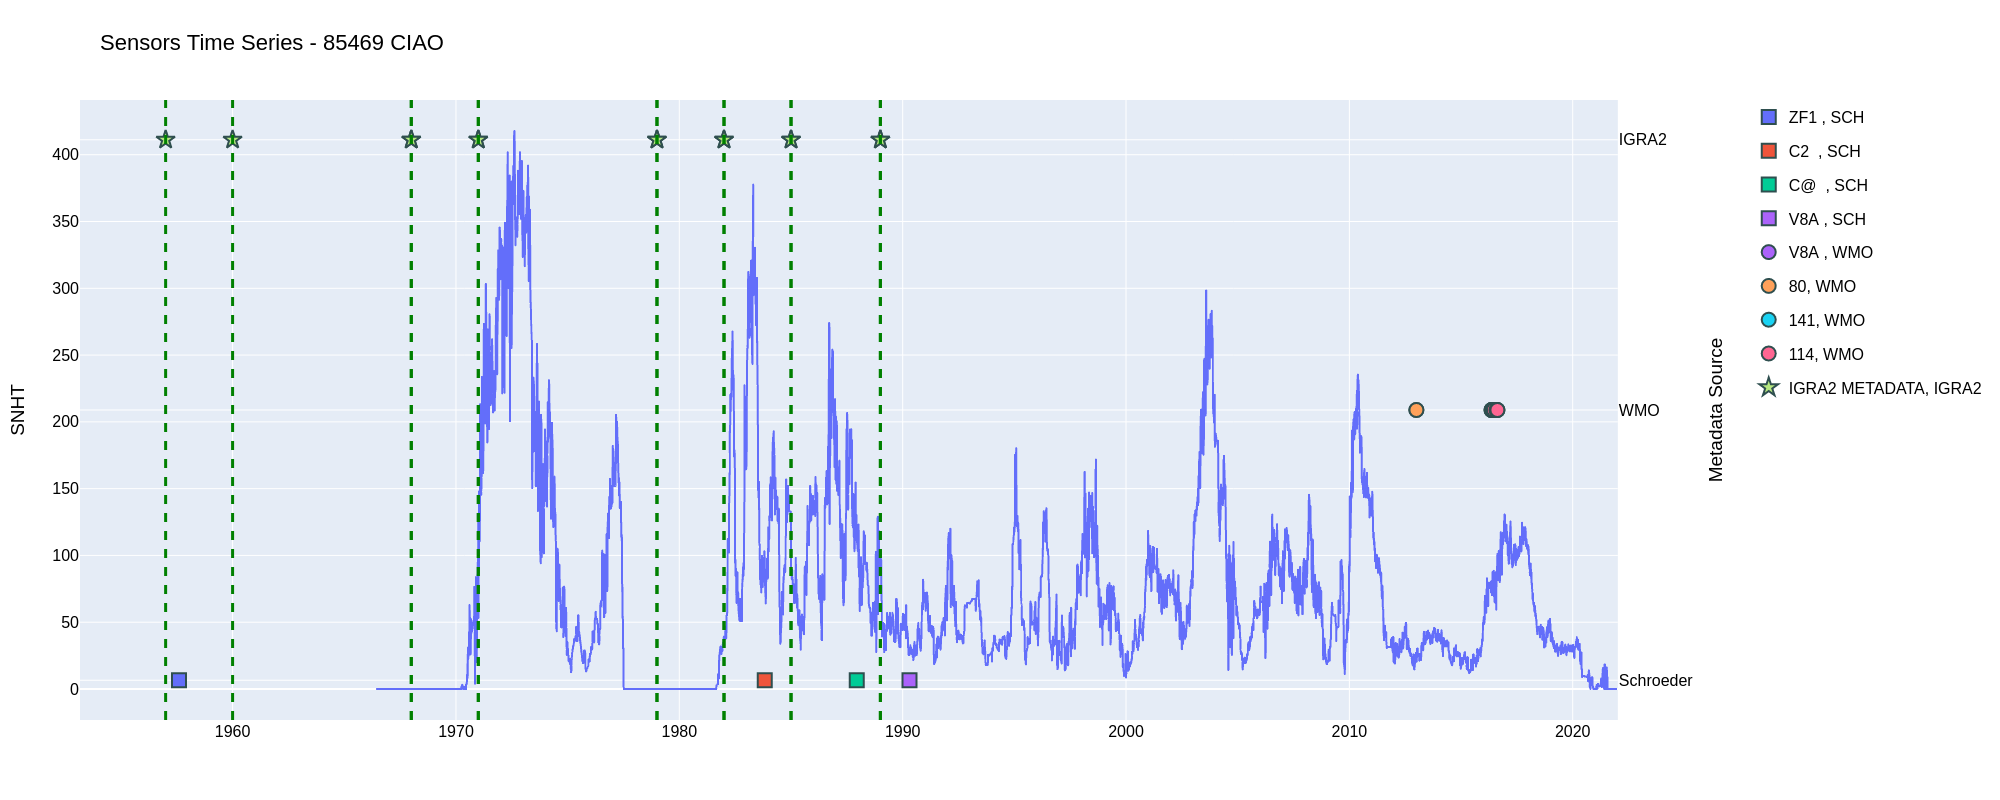 Sensors Time Series - 85469 CIAO
SNHT
400
350
300
250
200
150
100
50
0
1960
1970
1980
1990
2000
2010
2020
IGRA2
WMO
Schroeder
Metadata Source
ZF1 , SCH
C2  , SCH
C@  , SCH
V8A , SCH
V8A , WMO
80, WMO
141, WMO
114, WMO
IGRA2 METADATA, IGRA2